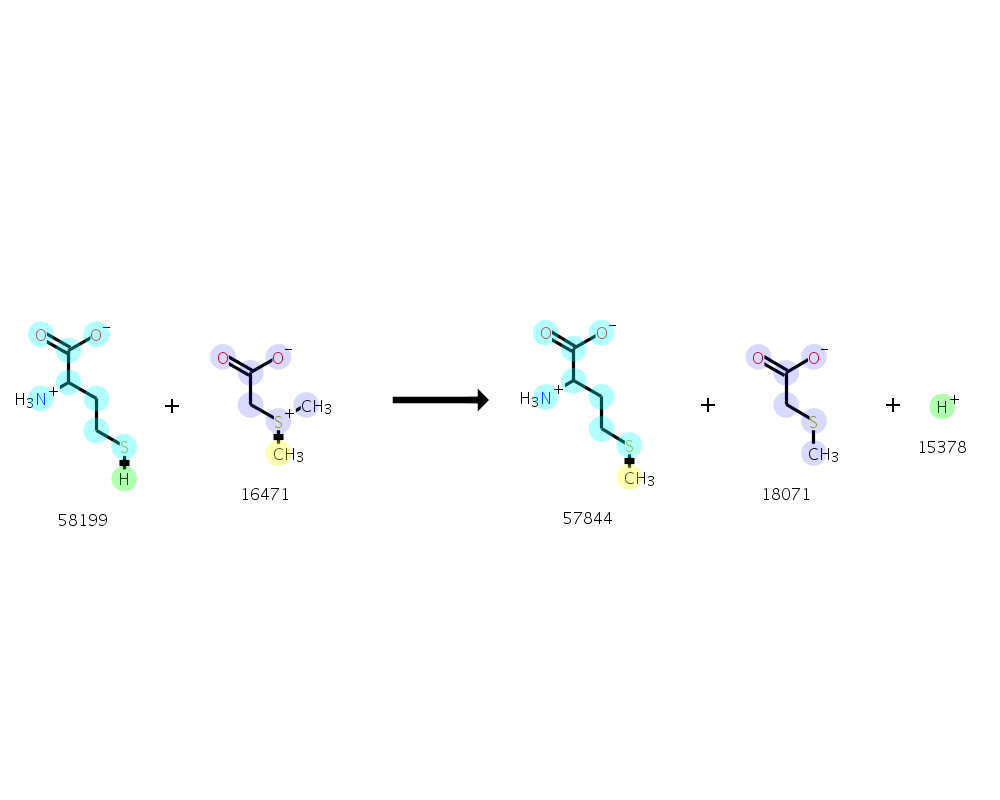 O O⁻
H₃N⁺
S
H
58199
+
O O⁻
S⁺ CH₃
CH₃
16471
O O⁻
H₃N⁺
S
CH₃
57844
+
O O⁻
S
CH₃
18071
+
H⁺
15378